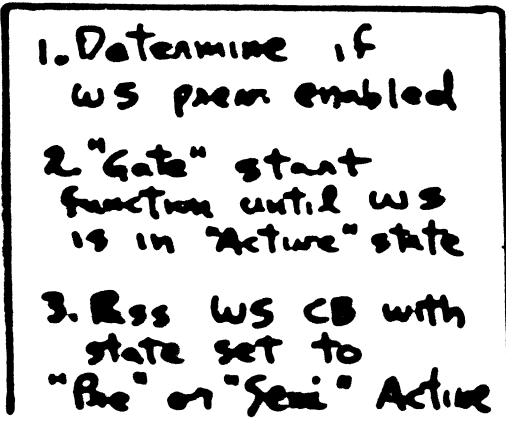 1. Determine if
WS prem enabled
2. "Gate" start
function until WS
is in "Active" state
3. Rss WS CB with
state set to
"Pre" or "Semi" Active